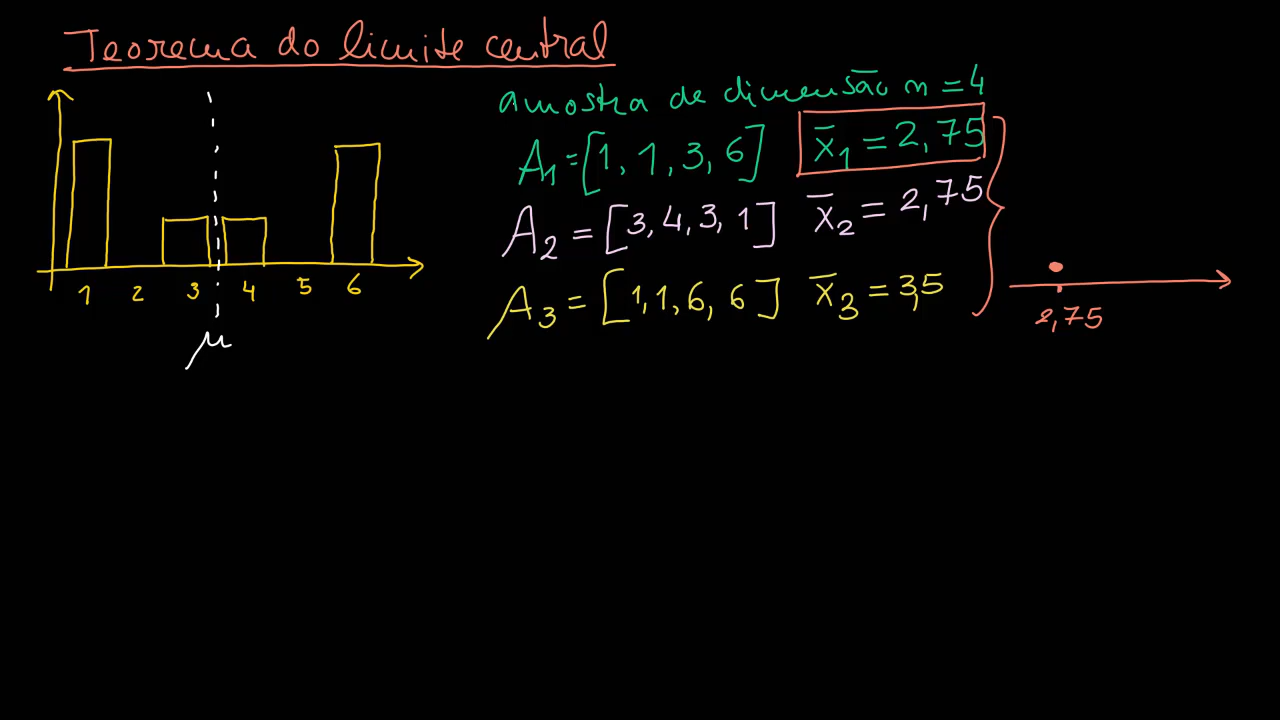 Teorema do limite central
amostra de dimensão n = 4
A₁ = [1, 1, 3, 6] x̄₁ = 2,75
A₂ = [3, 4, 3, 1] x̄₂ = 2,75
A₃ = [1, 1, 6, 6] x̄₃ = 3,5
1 2 3 4 5 6
μ
2,75